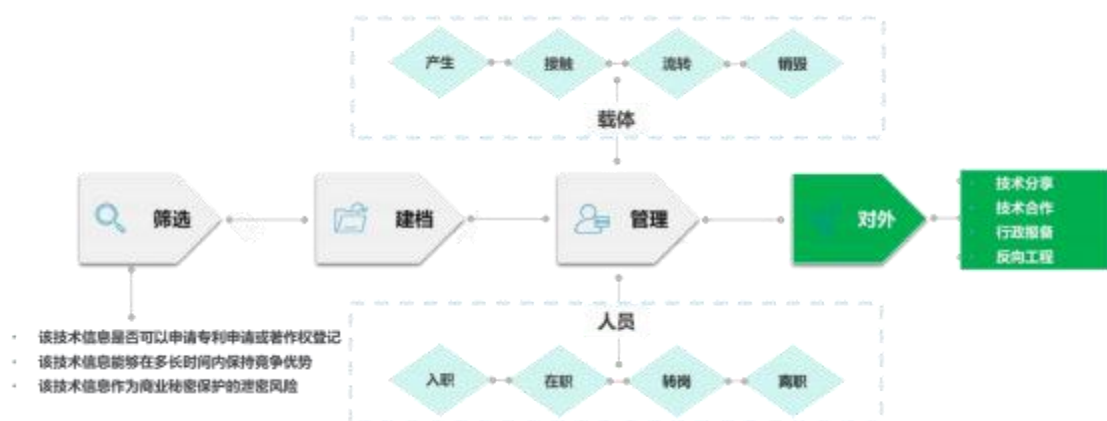 产生
接触
流转
销毁
载体
筛选
建档
管理
对外
技术分享
技术合作
行政报备
反向工程
人员
• 该技术信息是否可以申请专利申请或著作权登记
• 该技术信息能够在多长时间内保持竞争优势
• 该技术信息作为商业秘密保护的泄密风险
入职
在职
转岗
离职